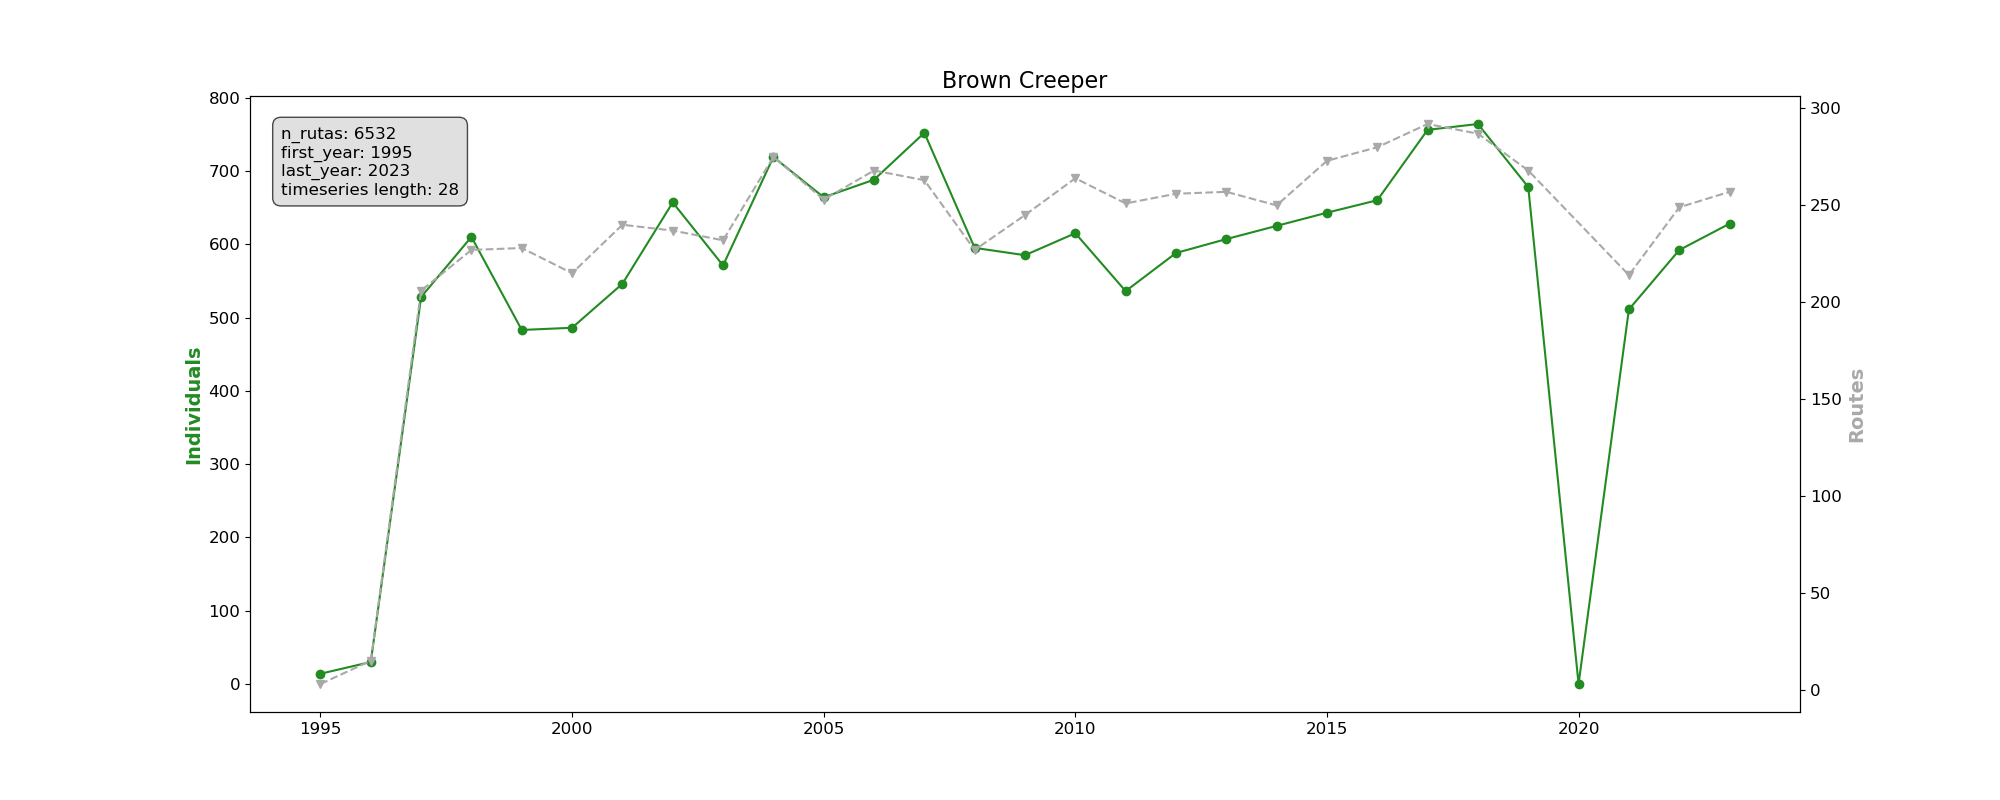 Brown Creeper
n_rutas: 6532
first_year: 1995
last_year: 2023
timeseries length: 28
Individuals
800
700
600
500
400
300
200
100
0
300
250
200
150
100
50
0
Routes
1995 2000 2005 2010 2015 2020